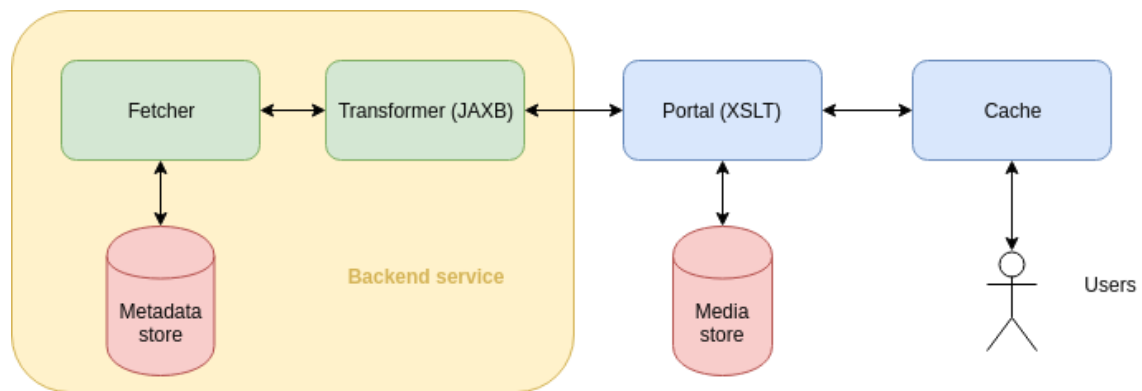 Fetcher
Transformer (JAXB)
Portal (XSLT)
Cache
Backend service
Metadata
store
Media
store
Users